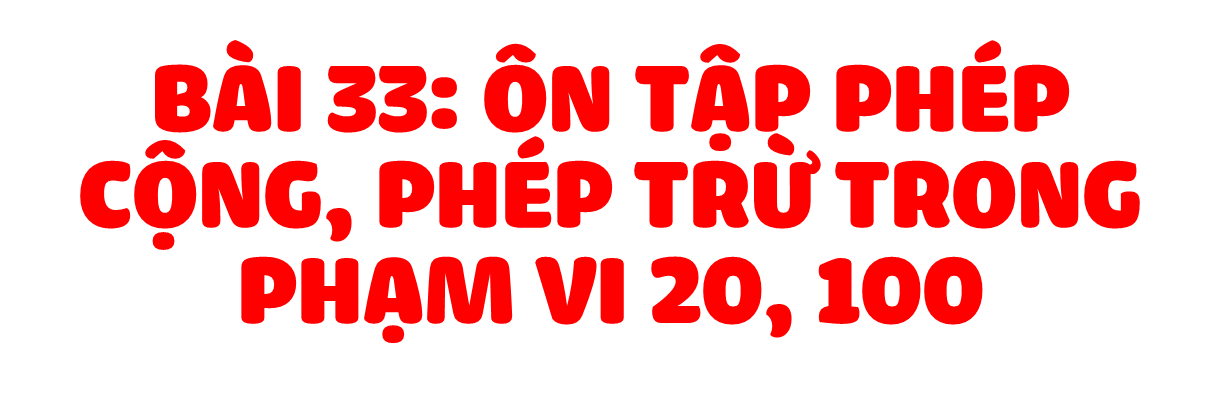 BÀI 33: ÔN TẬP PHÉP
CỘNG, PHÉP TRỪ TRONG
PHẠM VI 20, 100